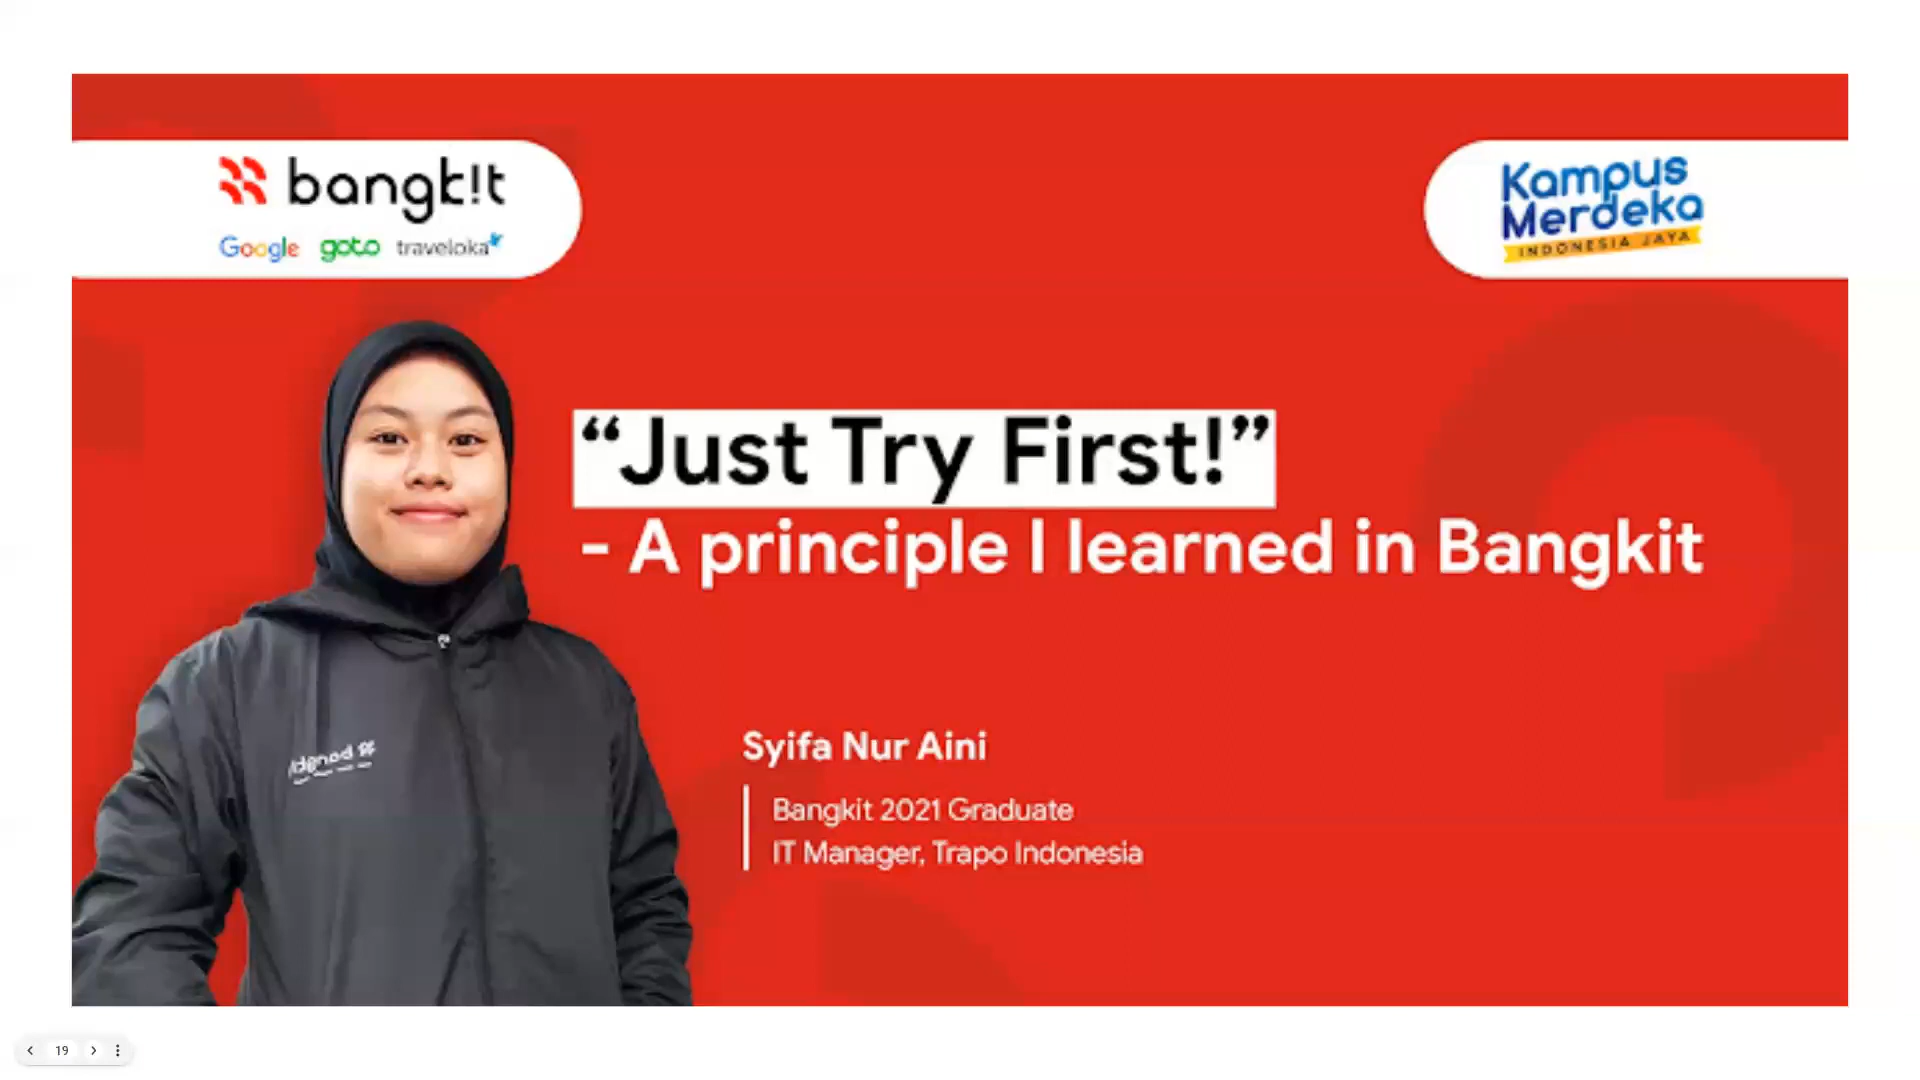 bangk!t
Google goto traveloka
Kampus
Merdeka
INDONESIA JAYA
“Just Try First!”
- A principle I learned in Bangkit
Syifa Nur Aini
Bangkit 2021 Graduate
IT Manager, Trapo Indonesia
19